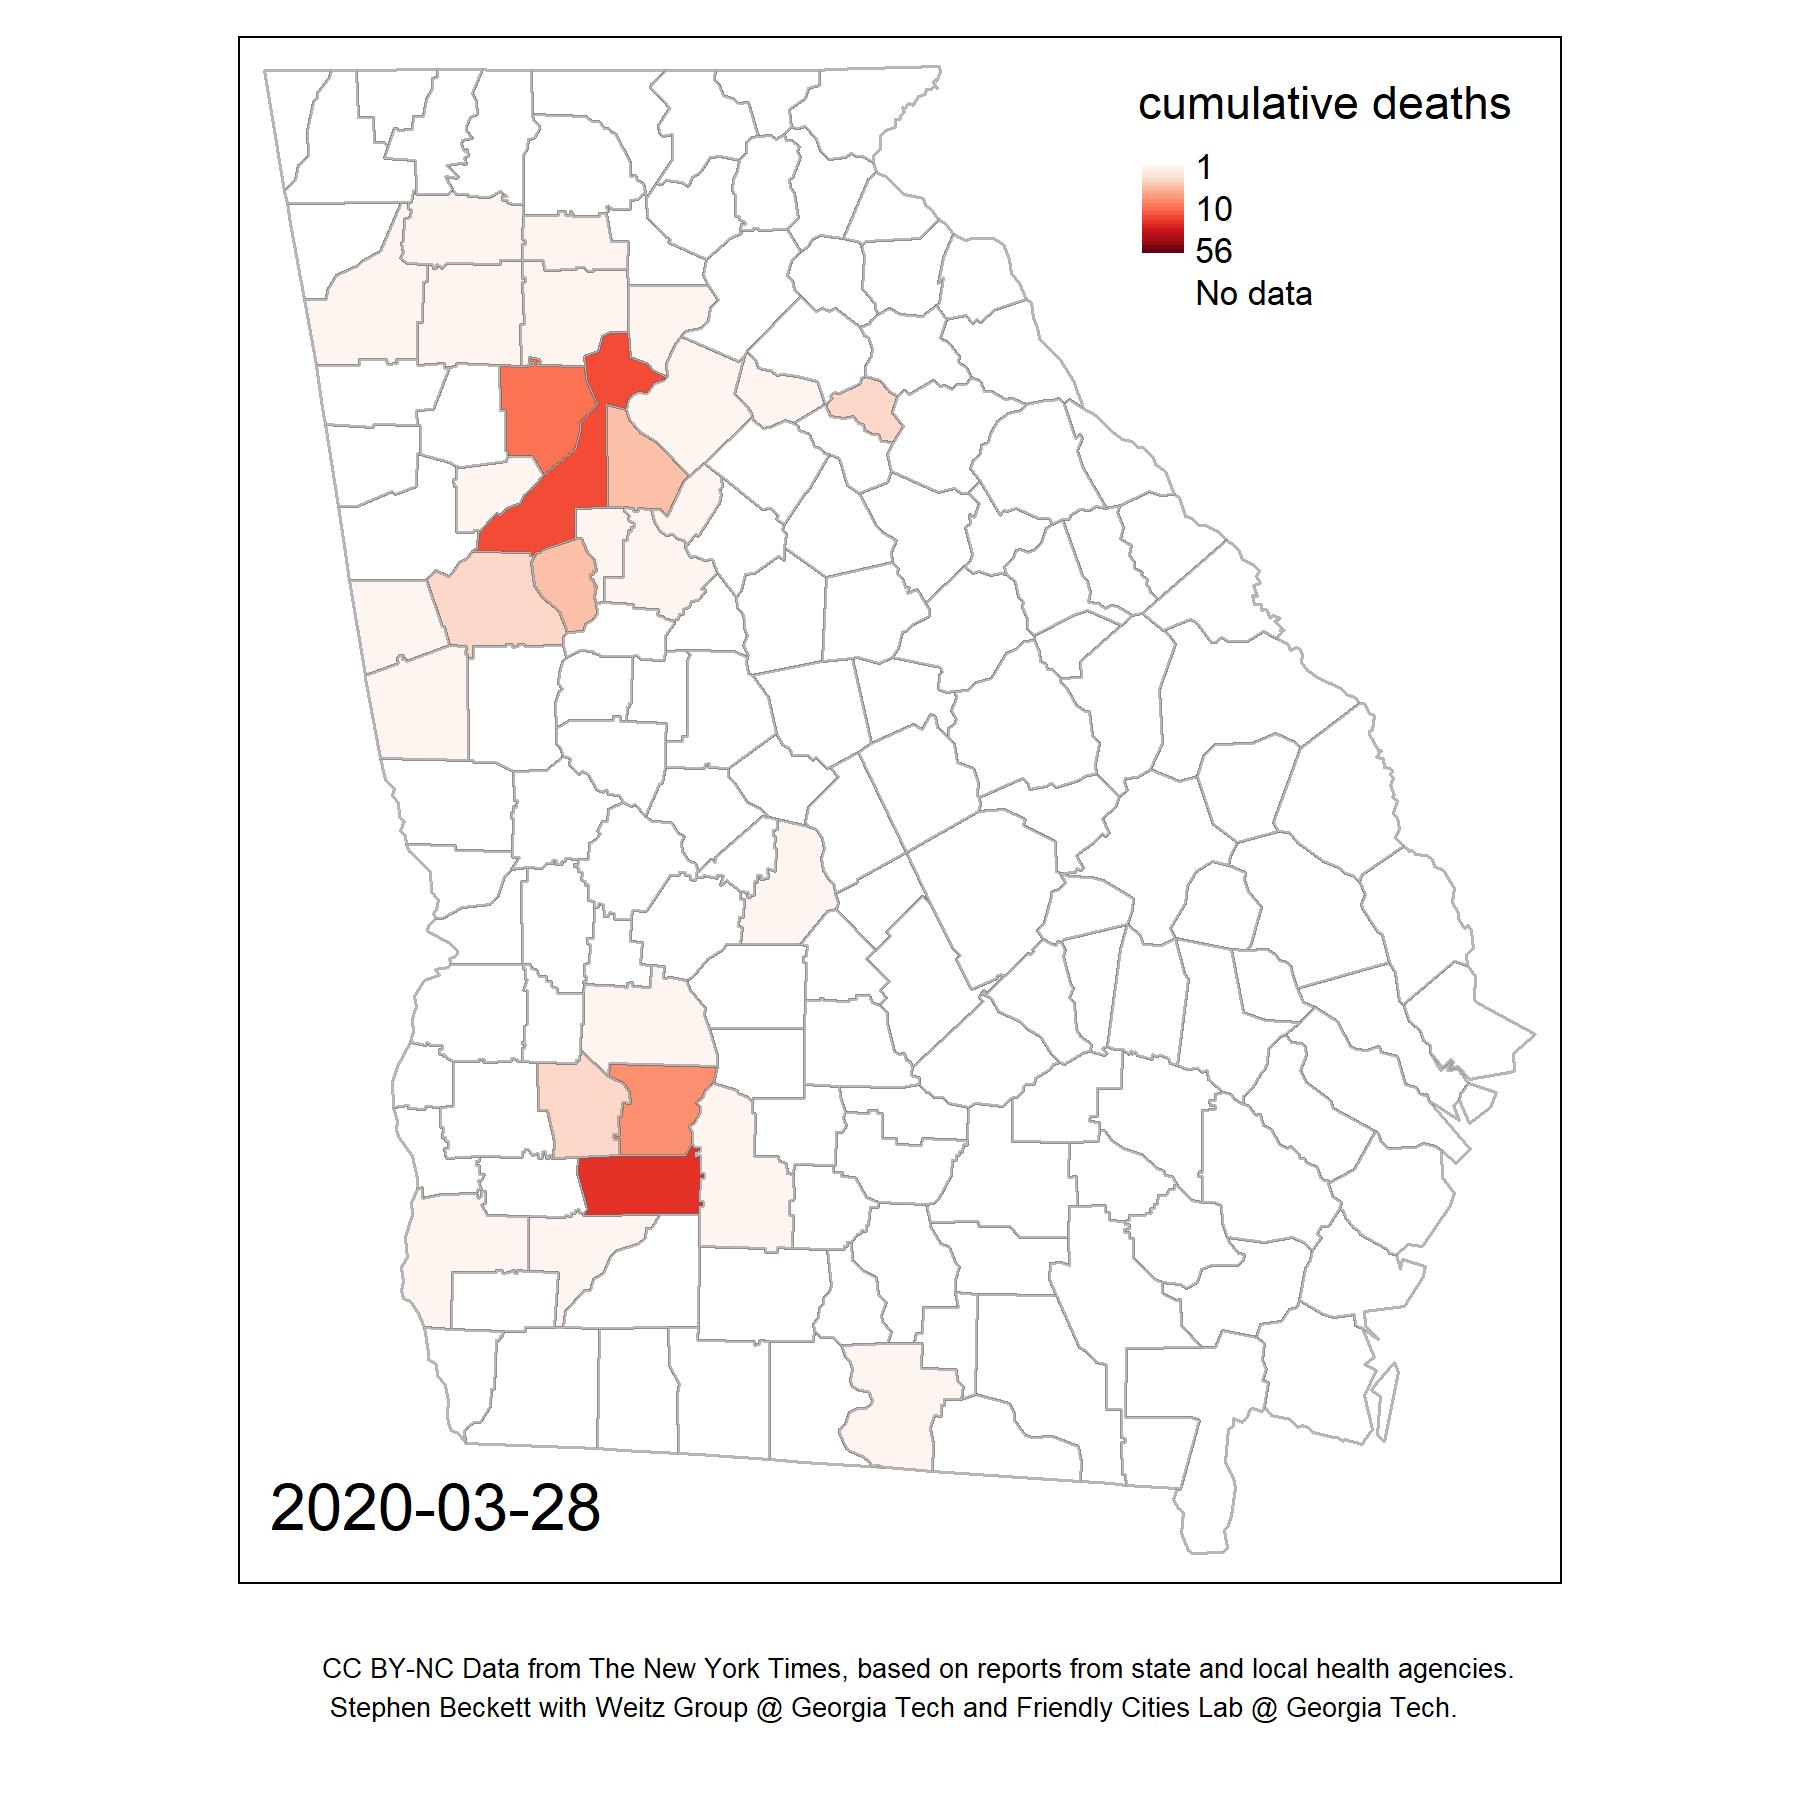 cumulative deaths
1
10
56
No data
2020-03-28
CC BY-NC Data from The New York Times, based on reports from state and local health agencies.
Stephen Beckett with Weitz Group @ Georgia Tech and Friendly Cities Lab @ Georgia Tech.